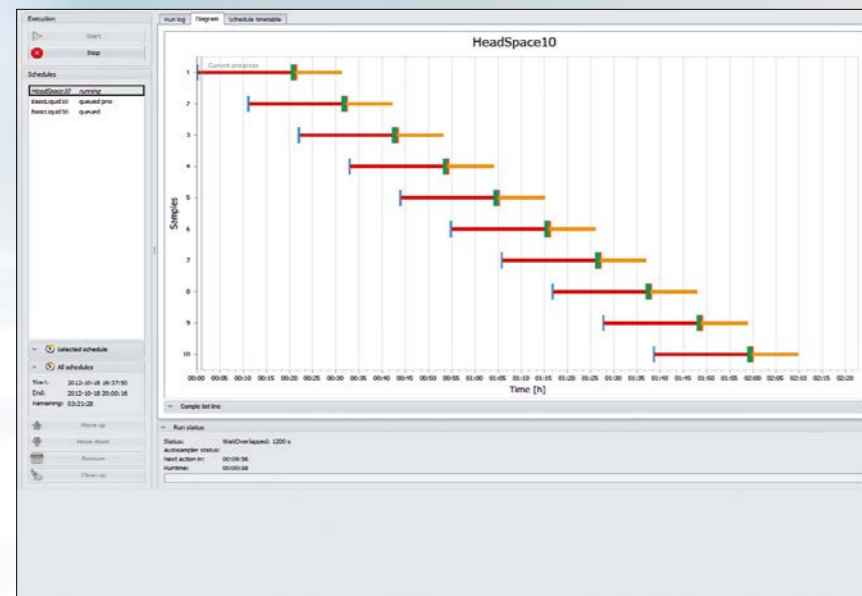 Execution
Start
Stop
Schedules
HeadSpace10 running
BasicLiquid10 queued prio
BasicLiquid10 queued
Selected schedule
All schedules
Start: 2012-10-18 16:37:50
End: 2012-10-18 20:00:16
Remaining: 03:21:28
Move up
Move down
Remove
Clean up
Run log Diagram Schedule timetable
HeadSpace10
Current progress
Samples
1
2
3
4
5
6
7
8
9
10
00:00 00:05 00:10 00:15 00:20 00:25 00:30 00:35 00:40 00:45 00:50 00:55 01:00 01:05 01:10 01:15 01:20 01:25 01:30 01:35 01:40 01:45 01:50 01:55 02:00 02:05 02:10 02:15 02:20
Time [h]
Sample list line
Run status
Status: WaitOverlapped: 1200 s
Autosampler status:
Next action in: 00:09:56
Runtime: 00:00:58